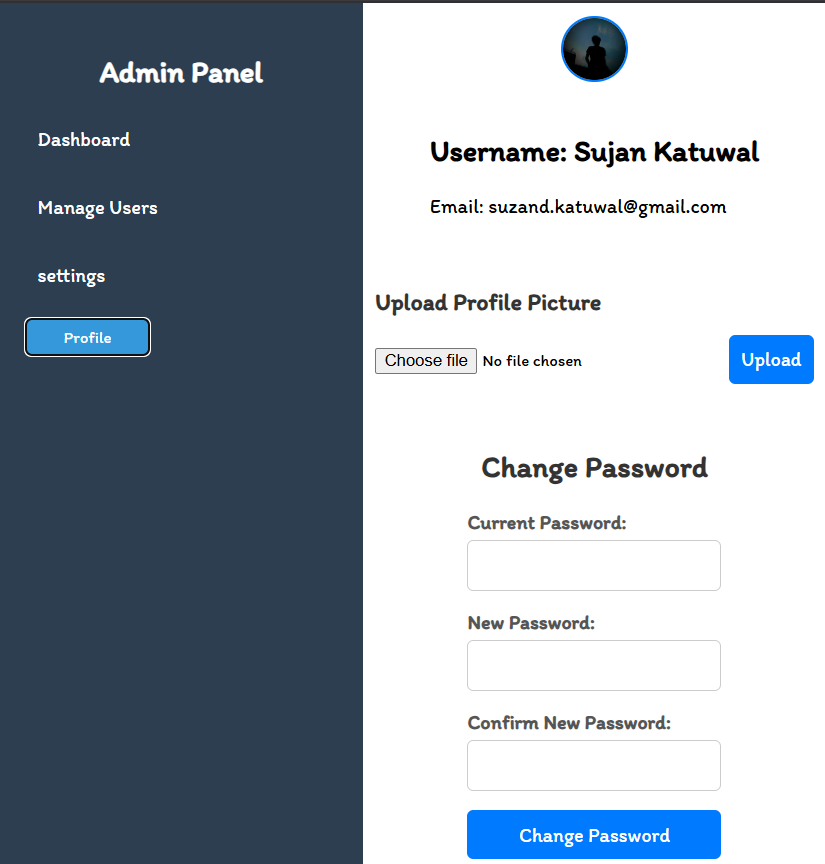 Admin Panel
Dashboard
Manage Users
settings
Profile
Username: Sujan Katuwal
Email: suzand.katuwal@gmail.com
Upload Profile Picture
Choose file No file chosen
Upload
Change Password
Current Password:
New Password:
Confirm New Password:
Change Password